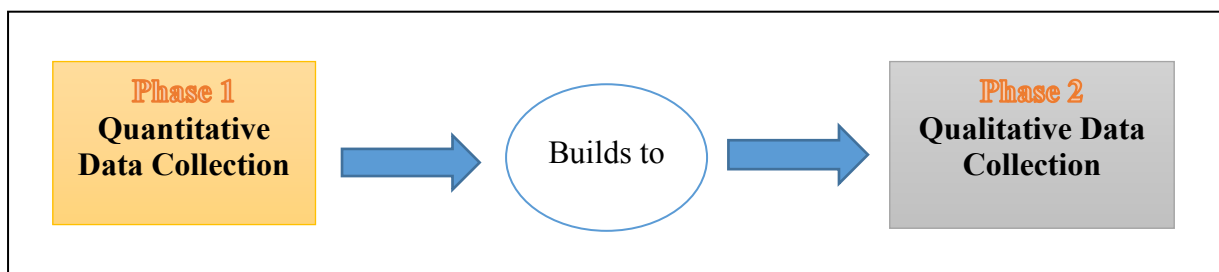 Phase 1
Quantitative
Data Collection
Builds to
Phase 2
Qualitative Data
Collection